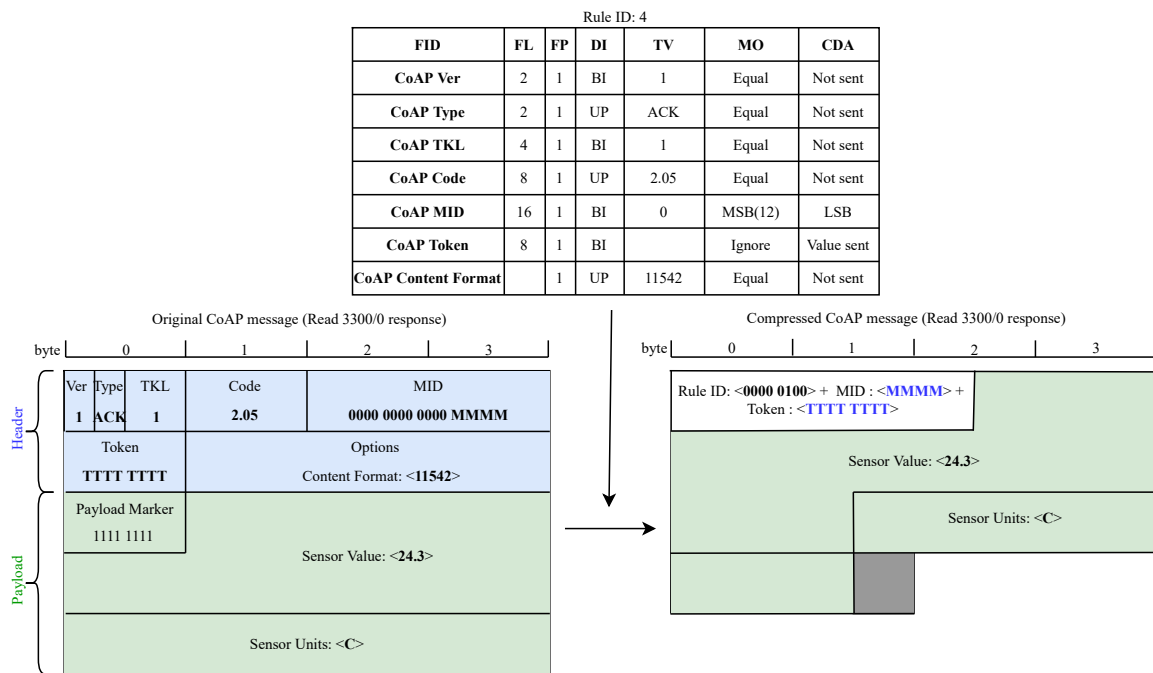 Rule ID: 4
FID FL FP DI TV MO CDA
CoAP Ver 2 1 BI 1 Equal Not sent
CoAP Type 2 1 UP ACK Equal Not sent
CoAP TKL 4 1 BI 1 Equal Not sent
CoAP Code 8 1 UP 2.05 Equal Not sent
CoAP MID 16 1 BI 0 MSB(12) LSB
CoAP Token 8 1 BI Ignore Value sent
CoAP Content Format 1 UP 11542 Equal Not sent
Original CoAP message (Read 3300/0 response)
byte 0 1 2 3
Header
Ver Type TKL Code MID
1 ACK 1 2.05 0000 0000 0000 MMMM
Token Options
TTTT TTTT Content Format: <11542>
Payload
Payload Marker
1111 1111
Sensor Value: <24.3>
Sensor Units: <C>
Compressed CoAP message (Read 3300/0 response)
byte 0 1 2 3
Rule ID: <0000 0100> + MID : <MMMM> +
Token : <TTTT TTTT>
Sensor Value: <24.3>
Sensor Units: <C>